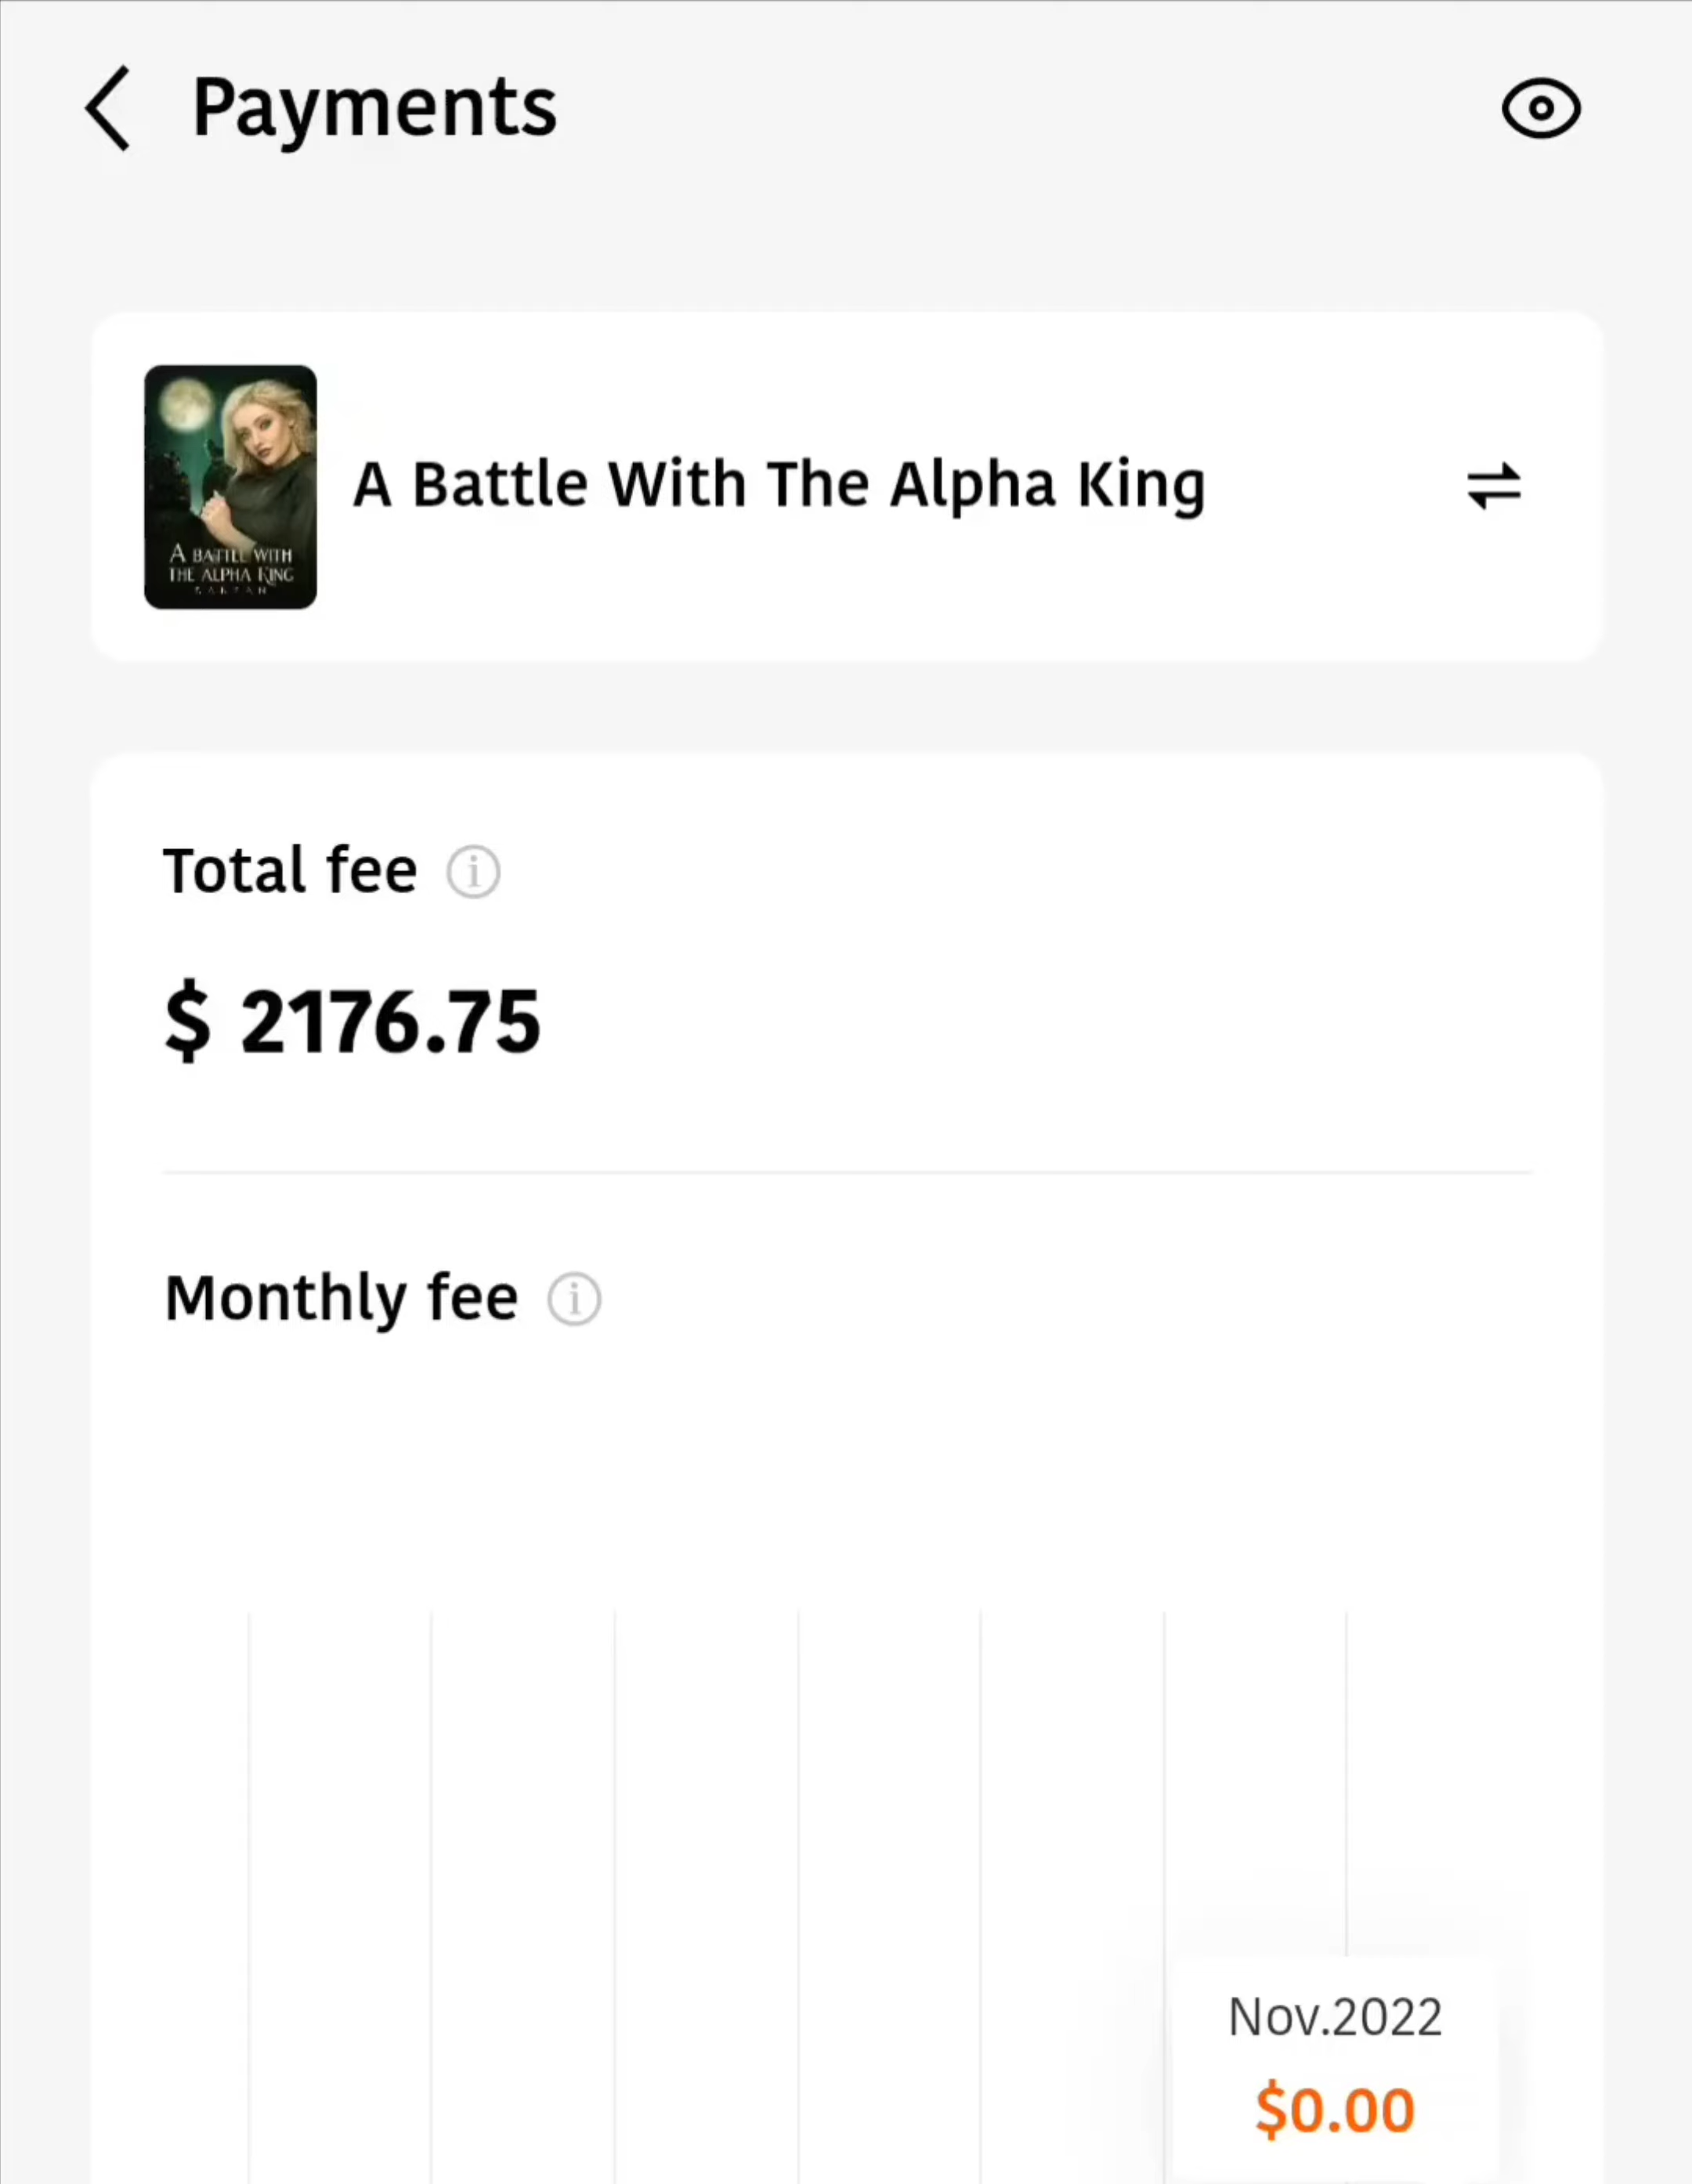 Payments
A BATTLE WITH
THE ALPHA KING
A Battle With The Alpha King
Total fee
$ 2176.75
Monthly fee
Nov.2022
$0.00